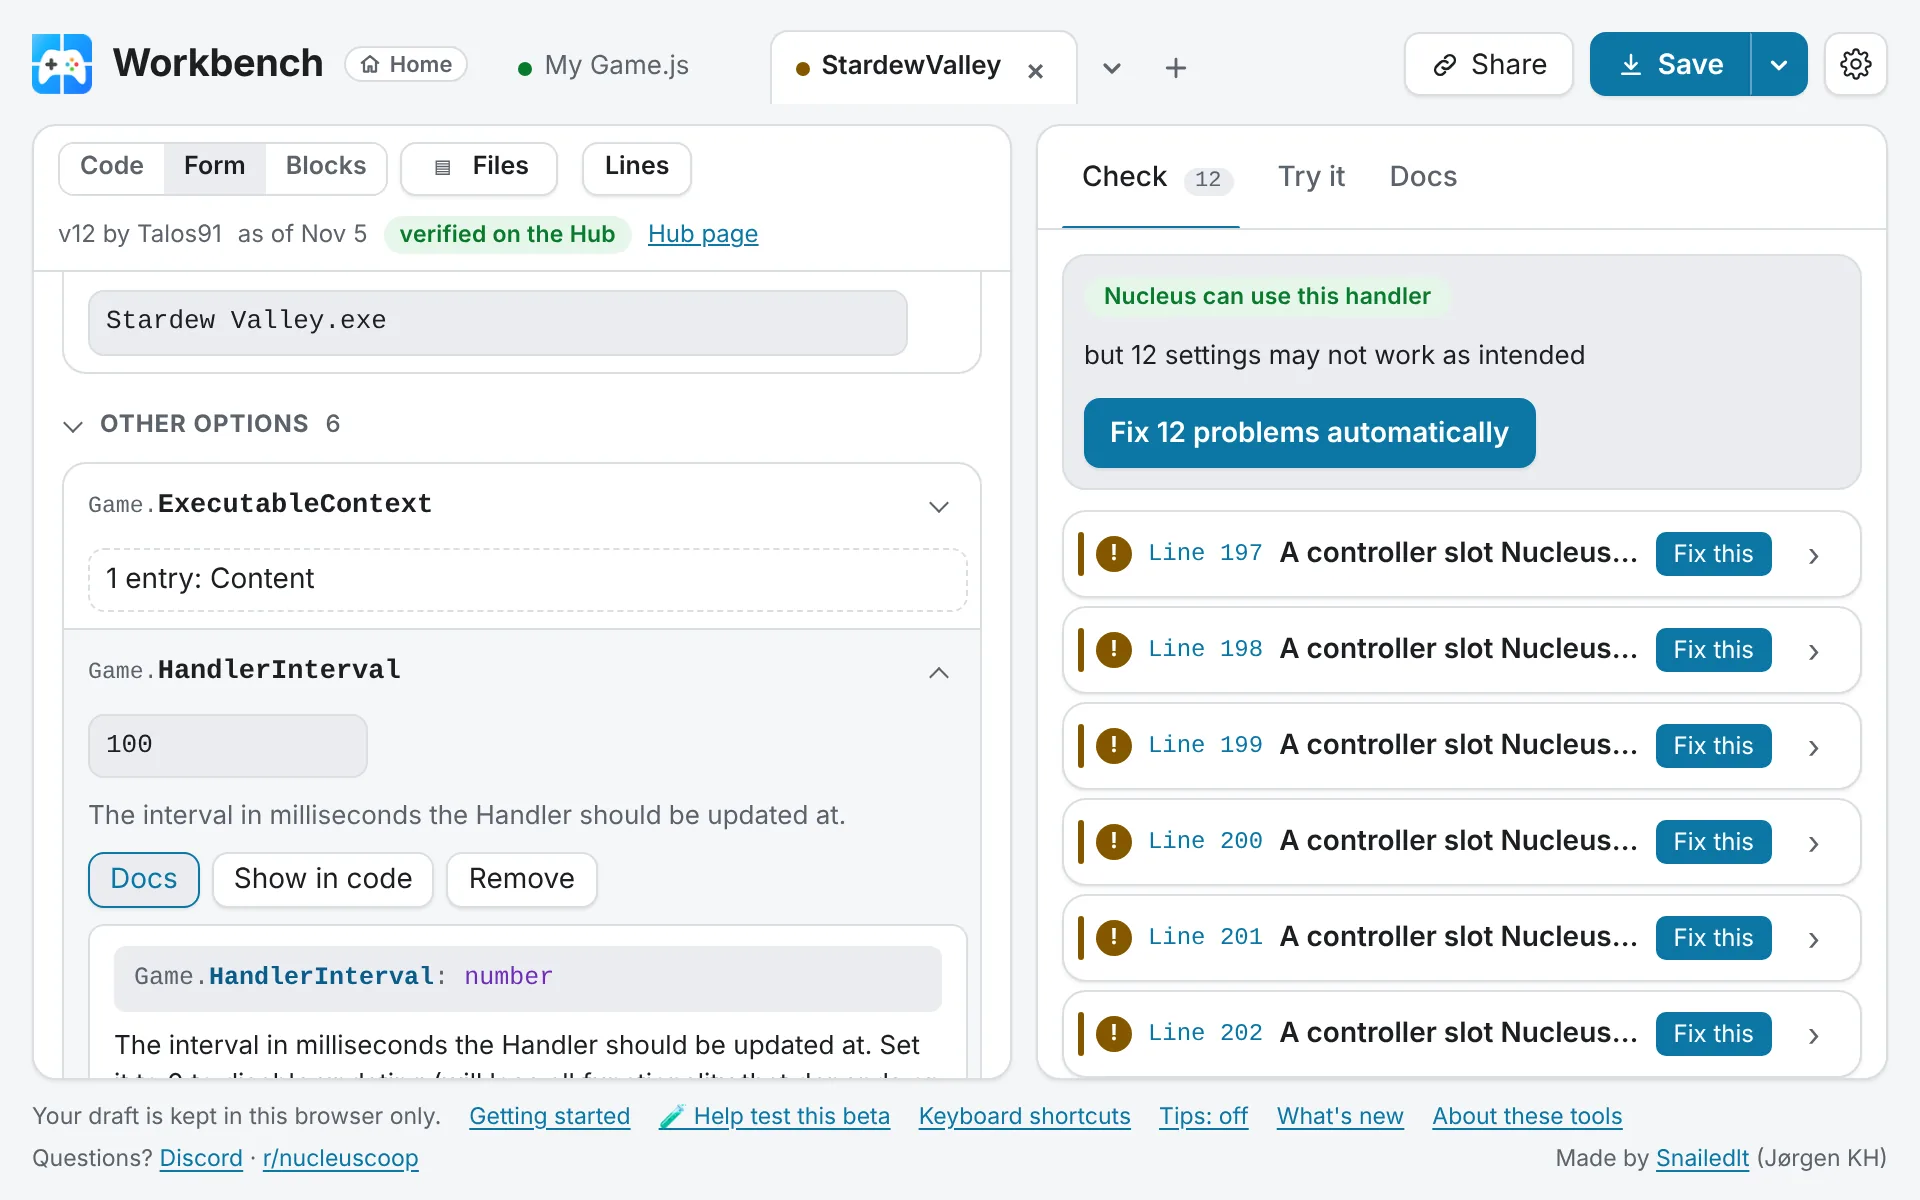 Workbench
Home
My Game.js
StardewValley
Share
Save
Code
Form
Blocks
Files
Lines
v12 by Talos91 as of Nov 5
verified on the Hub
Hub page
Stardew Valley.exe
OTHER OPTIONS 6
Game.ExecutableContext
1 entry: Content
Game.HandlerInterval
100
The interval in milliseconds the Handler should be updated at.
Docs
Show in code
Remove
Game.HandlerInterval: number
The interval in milliseconds the Handler should be updated at. Set
Check 12
Try it
Docs
Nucleus can use this handler
but 12 settings may not work as intended
Fix 12 problems automatically
Line 197 A controller slot Nucleus... Fix this
Line 198 A controller slot Nucleus... Fix this
Line 199 A controller slot Nucleus... Fix this
Line 200 A controller slot Nucleus... Fix this
Line 201 A controller slot Nucleus... Fix this
Line 202 A controller slot Nucleus... Fix this
Your draft is kept in this browser only. Getting started Help test this beta Keyboard shortcuts Tips: off What's new About these tools
Questions? Discord · r/nucleuscoop
Made by SnailedIt (Jørgen KH)